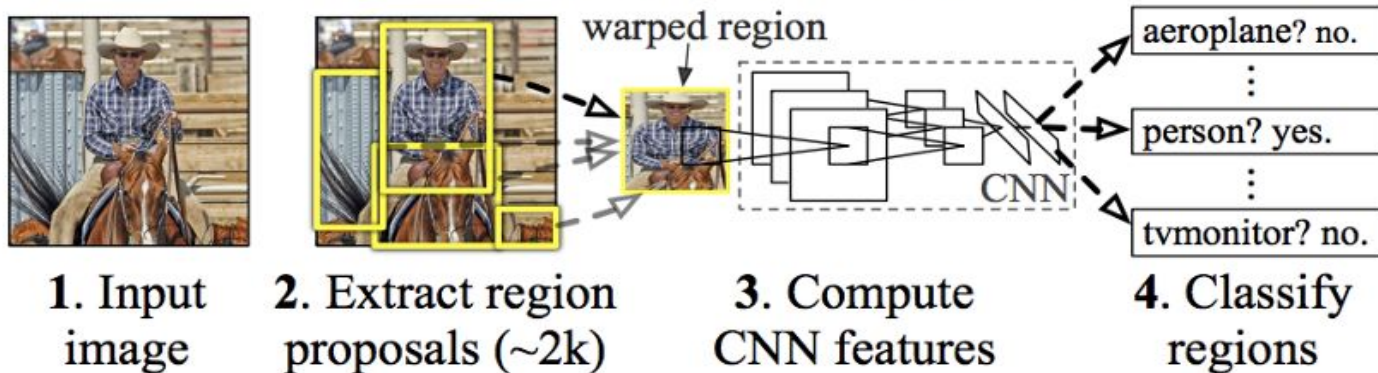 warped region
aeroplane? no.
⋮
person? yes.
⋮
tvmonitor? no.
CNN
1. Input
image
2. Extract region
proposals (~2k)
3. Compute
CNN features
4. Classify
regions